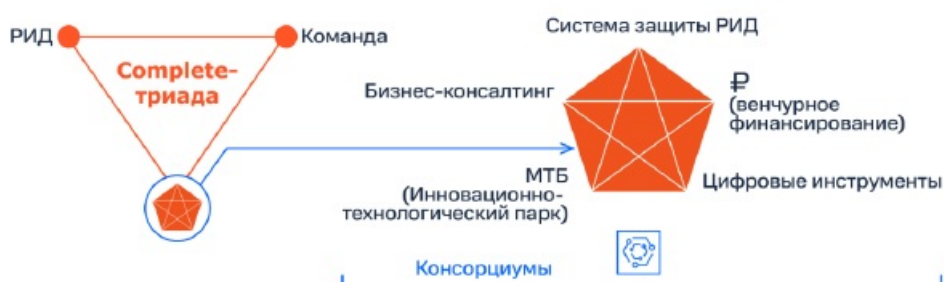 РИД
Команда
Complete-
триада
Система защиты РИД
Бизнес-консалтинг
₽
(венчурное
финансирование)
МТБ
(Инновационно-
технологический парк)
Цифровые инструменты
Консорциумы